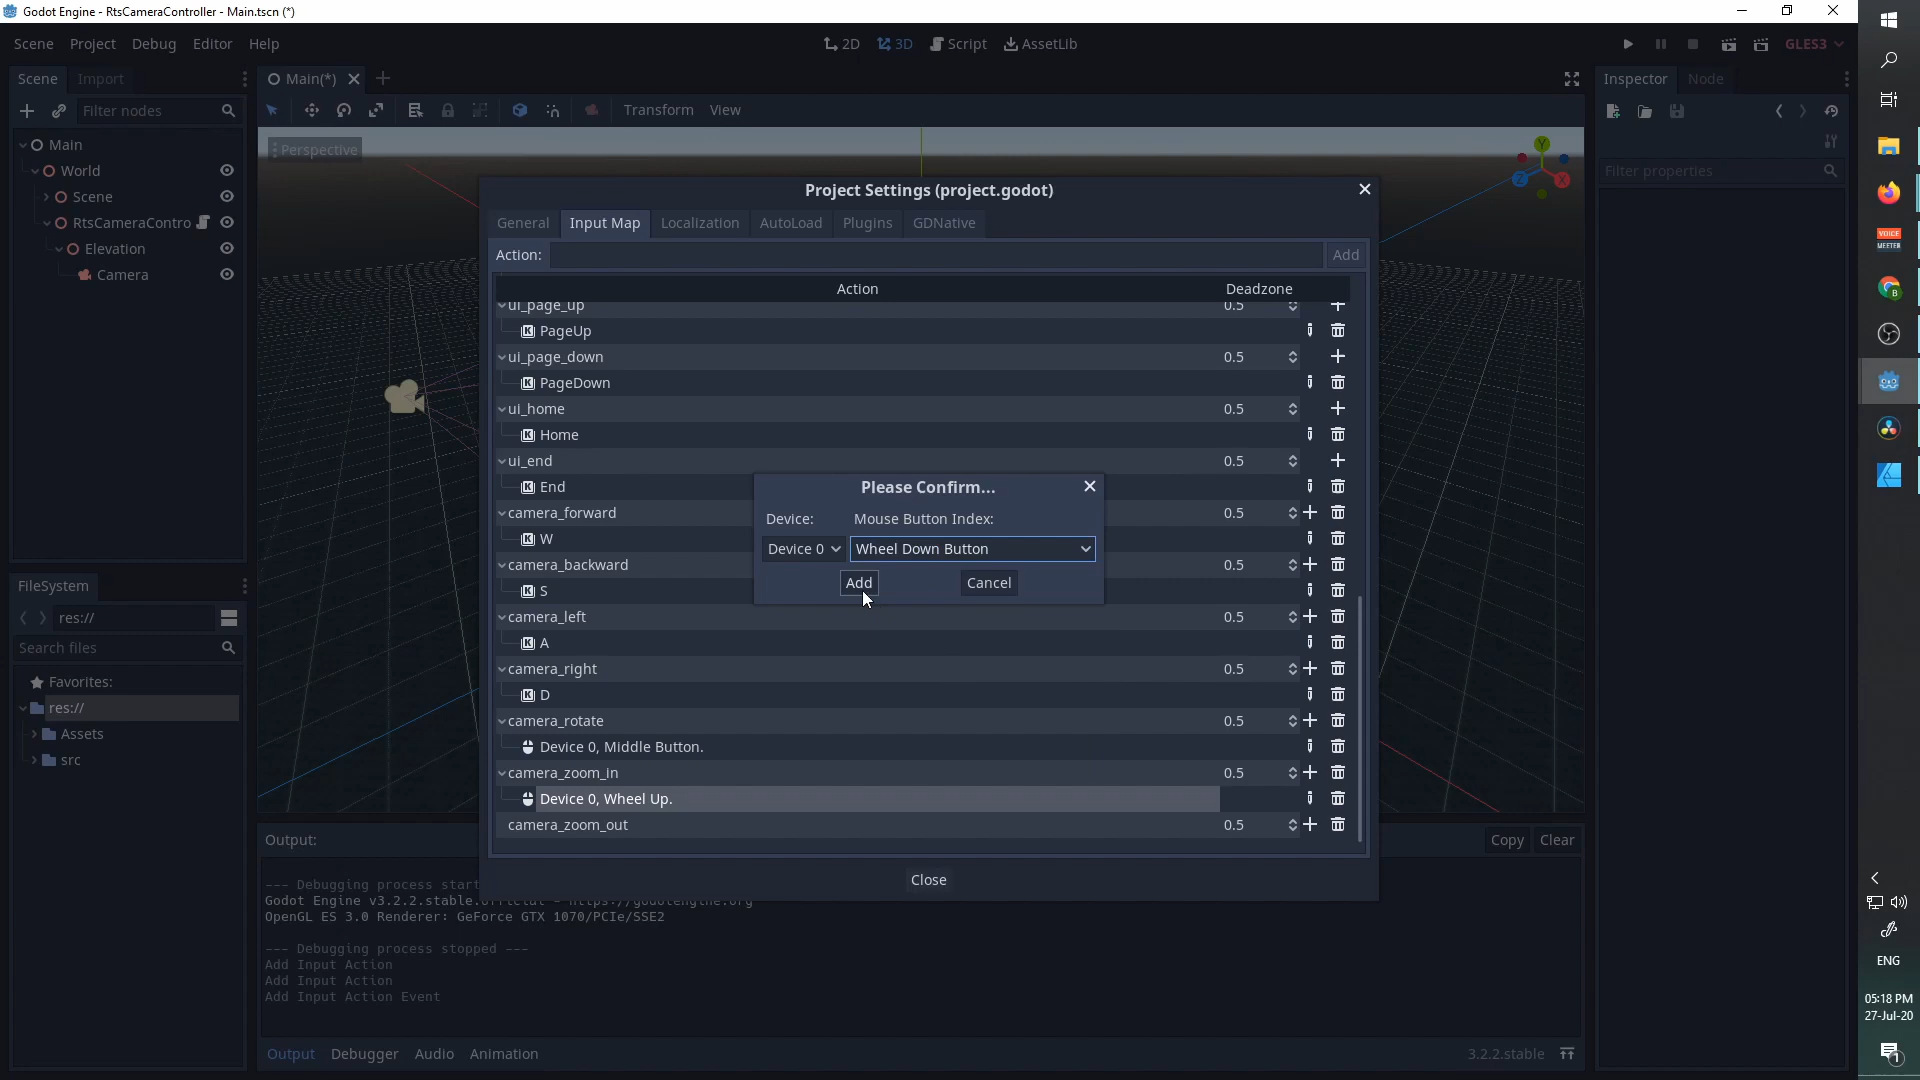 Godot Engine - RtsCameraController - Main.tscn (*)
Scene Project Debug Editor Help
2D 3D Script AssetLib
GLES3
Scene Import
Main(*)
Inspector Node
Filter nodes
Transform View
Main
World
Scene
RtsCameraContro
Elevation
Camera
Perspective
Y
X
Z
Filter properties
Project Settings (project.godot)
General Input Map Localization AutoLoad Plugins GDNative
Action: Add
Action Deadzone
ui_page_up 0.5
PageUp
ui_page_down 0.5
PageDown
ui_home 0.5
Home
ui_end 0.5
End
camera_forward 0.5
W
camera_backward 0.5
S
camera_left 0.5
A
camera_right 0.5
D
camera_rotate 0.5
Device 0, Middle Button.
camera_zoom_in 0.5
Device 0, Wheel Up.
camera_zoom_out 0.5
Close
Please Confirm...
Device: Mouse Button Index:
Device 0 Wheel Down Button
Add Cancel
FileSystem
res://
Search files
Favorites:
res://
Assets
src
Output: Copy Clear
--- Debugging process start
Godot Engine v3.2.2.stable.official - https://godotengine.org
OpenGL ES 3.0 Renderer: GeForce GTX 1070/PCIe/SSE2
--- Debugging process stopped ---
Add Input Action
Add Input Action
Add Input Action Event
Output Debugger Audio Animation
3.2.2.stable
VOICE
MEETER
B
ENG
05:18 PM
27-Jul-20
1